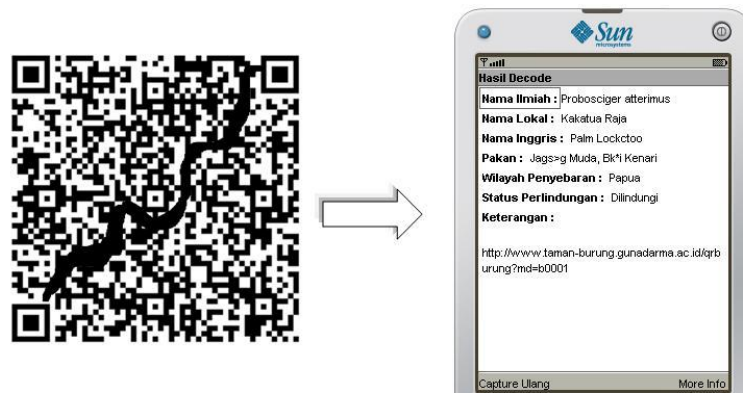 Sun
microsystems
Hasil Decode
Nama Ilmiah : Probosciger atterimus
Nama Lokal : Kakatua Raja
Nama Inggris : Palm Lockctoo
Pakan : Jags>g Muda, Bk*i Kenari
Wilayah Penyebaran : Papua
Status Perlindungan : Dilindungi
Keterangan :
http://www.taman-burung.gunadarma.ac.id/qrb
urung?md=b0001
Capture Ulang More Info